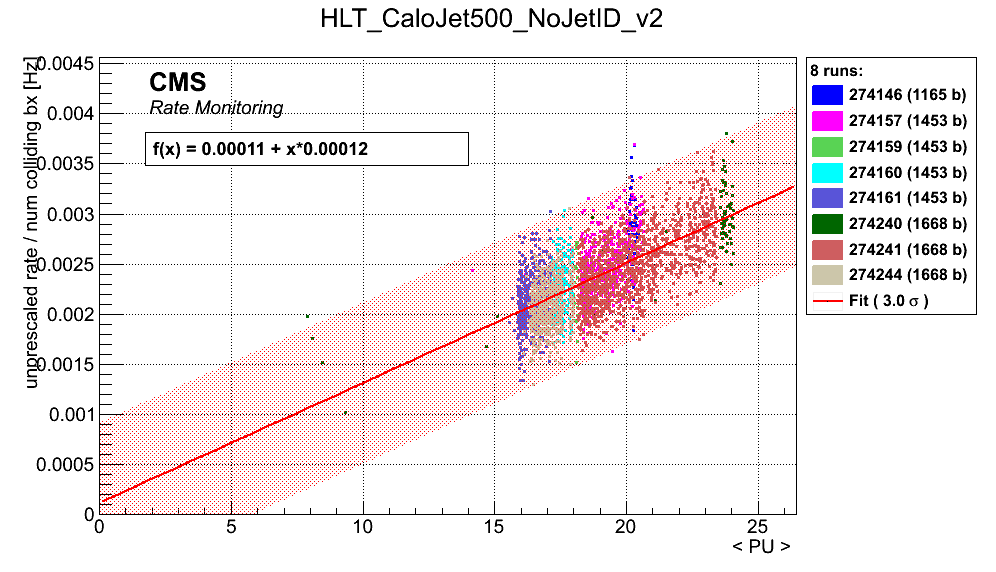 HLT_CaloJet500_NoJetID_v2
unprescaled rate / num colliding bx [Hz]
0.0045
0.004
0.0035
0.003
0.0025
0.002
0.0015
0.001
0.0005
0
CMS
Rate Monitoring
f(x) = 0.00011 + x*0.00012
0 5 10 15 20 25
< PU >
8 runs:
274146 (1165 b)
274157 (1453 b)
274159 (1453 b)
274160 (1453 b)
274161 (1453 b)
274240 (1668 b)
274241 (1668 b)
274244 (1668 b)
Fit ( 3.0 σ )